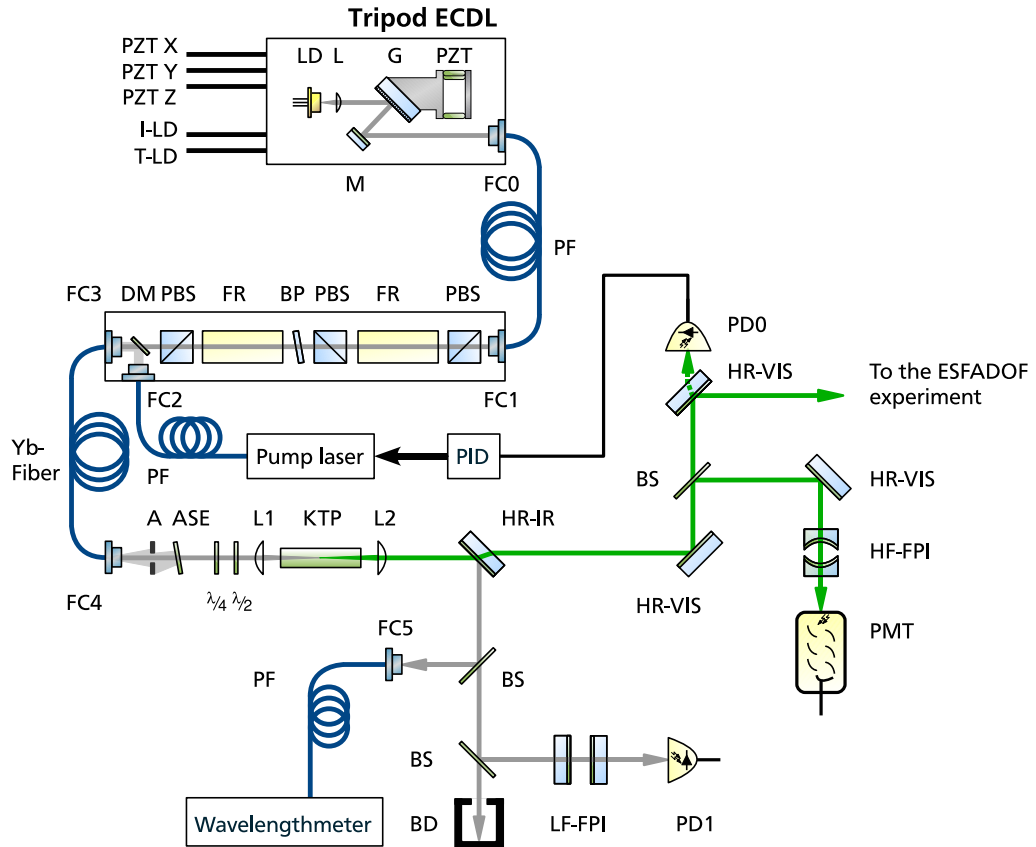 Tripod ECDL
PZT X
PZT Y
PZT Z
I-LD
T-LD
LD L G PZT
M
FC0
PF
FC3 DM PBS FR BP PBS FR PBS
FC2
FC1
PD0
HR-VIS
To the ESFADOF
experiment
Yb-
Fiber
PF
Pump laser
PID
BS
HR-VIS
A ASE L1 KTP L2
HR-IR
HF-FPI
FC4
λ/4 λ/2
HR-VIS
PMT
FC5
PF
BS
BS
Wavelengthmeter
BD
LF-FPI
PD1